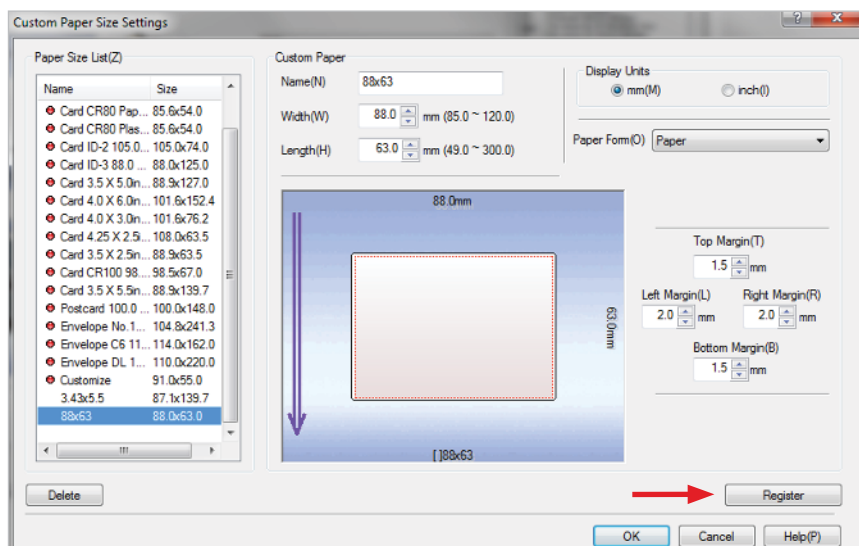 Custom Paper Size Settings
Paper Size List(Z)
Name Size
Card CR80 Pap... 85.6x54.0
Card CR80 Plas... 85.6x54.0
Card ID-2 105.0... 105.0x74.0
Card ID-3 88.0 ... 88.0x125.0
Card 3.5 X 5.0in... 88.9x127.0
Card 4.0 X 6.0in... 101.6x152.4
Card 4.0 X 3.0in... 101.6x76.2
Card 4.25 X 2.5i... 108.0x63.5
Card 3.5 X 2.5in... 88.9x63.5
Card CR100 98.... 98.5x67.0
Card 3.5 X 5.5in... 88.9x139.7
Postcard 100.0 ... 100.0x148.0
Envelope No.1... 104.8x241.3
Envelope C6 11... 114.0x162.0
Envelope DL 1... 110.0x220.0
Customize 91.0x55.0
3.43x5.5 87.1x139.7
88x63 88.0x63.0
Delete
Custom Paper
Name(N) 88x63
Width(W) 88.0 mm (85.0 ~ 120.0)
Length(H) 63.0 mm (49.0 ~ 300.0)
Display Units
mm(M) inch(I)
Paper Form(O) Paper
88.0mm
63.0mm
[ ]88x63
Top Margin(T)
1.5 mm
Left Margin(L) Right Margin(R)
2.0 mm 2.0 mm
Bottom Margin(B)
1.5 mm
Register
OK Cancel Help(P)